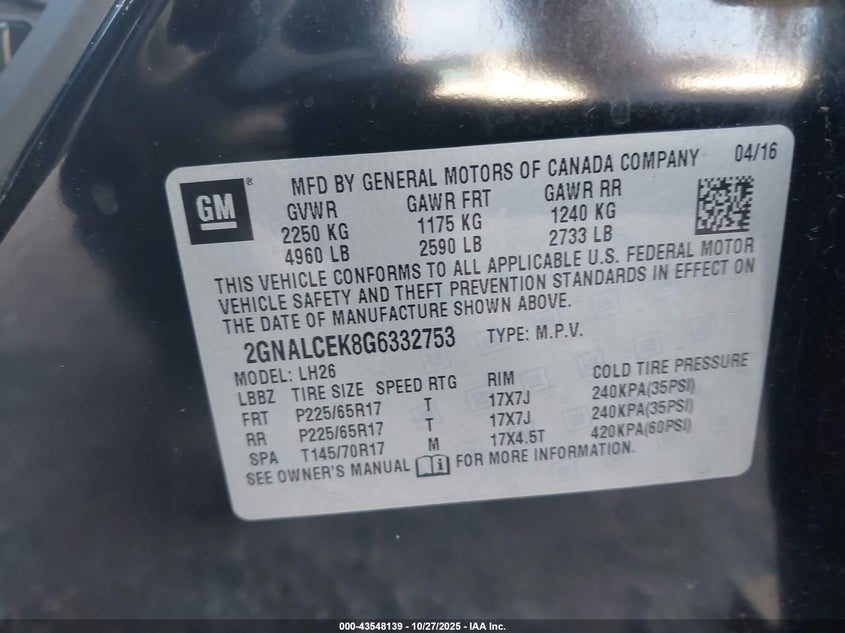 GM ® MFD BY GENERAL MOTORS OF CANADA COMPANY 04/16
GVWR GAWR FRT GAWR RR
2250 KG 1175 KG 1240 KG
4960 LB 2590 LB 2733 LB
THIS VEHICLE CONFORMS TO ALL APPLICABLE U.S. FEDERAL MOTOR
VEHICLE SAFETY AND THEFT PREVENTION STANDARDS IN EFFECT ON
THE DATE OF MANUFACTURE SHOWN ABOVE.
2GNALCEK8G6332753 TYPE: M.P.V.
MODEL: LH26
LBBZ TIRE SIZE SPEED RTG RIM COLD TIRE PRESSURE
FRT P225/65R17 T 17X7J 240KPA(35PSI)
RR P225/65R17 T 17X7J 240KPA(35PSI)
SPA T145/70R17 M 17X4.5T 420KPA(60PSI)
SEE OWNER'S MANUAL FOR MORE INFORMATION.
000-43548139 | 10/27/2025 - IAA Inc.